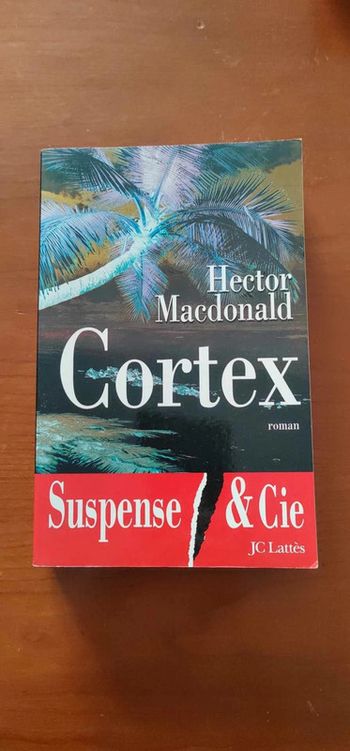 Hector
Macdonald
Cortex
roman
Suspense & Cie
JC Lattès